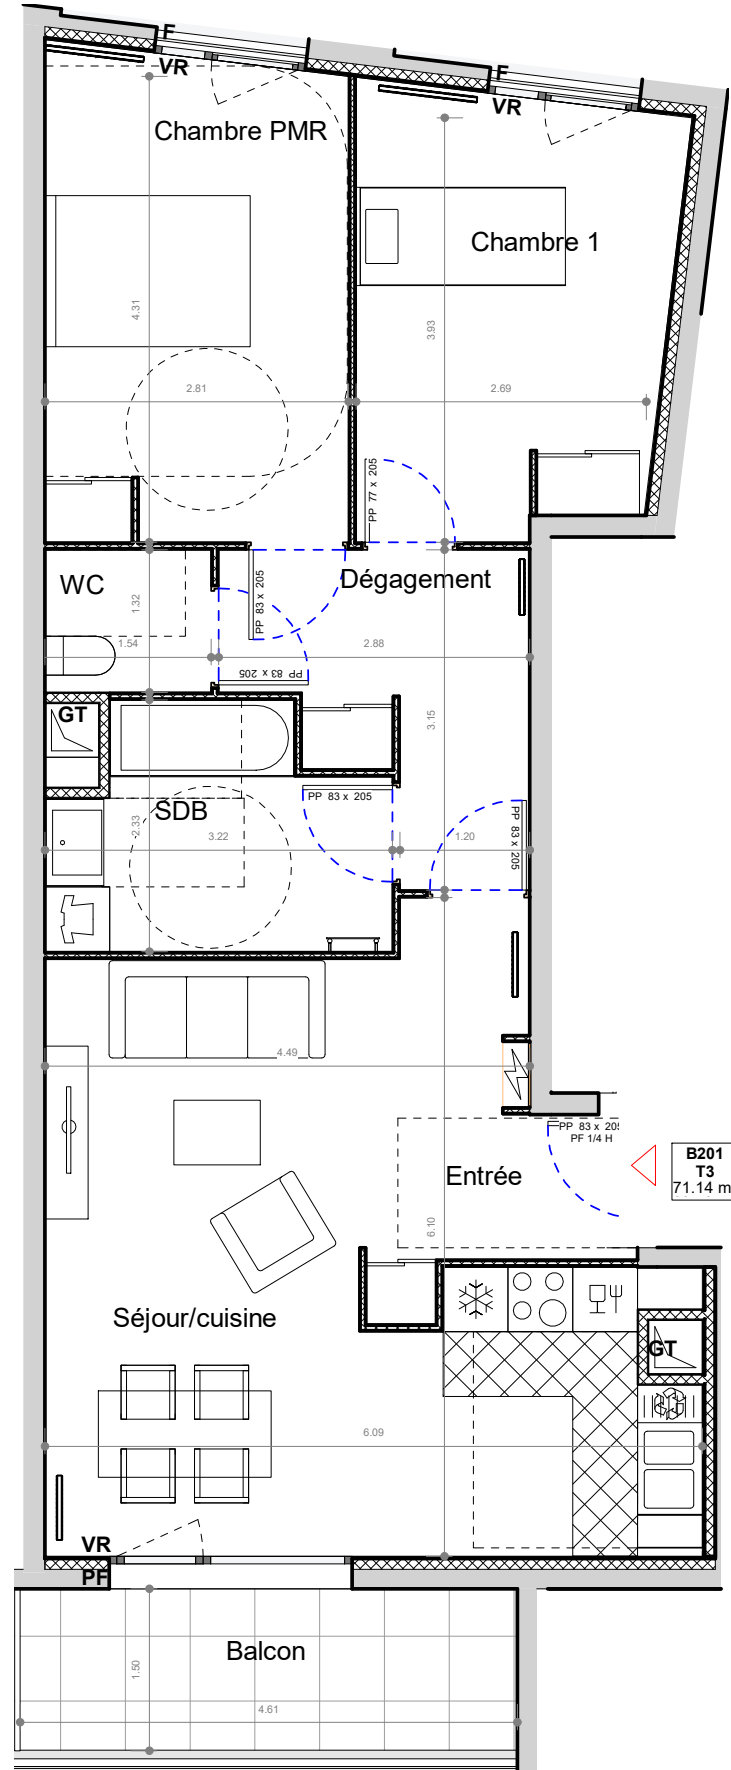 F
VR
F
VR
Chambre PMR
Chambre 1
4.31
3.93
2.81
2.69
PP 77 x 205
WC
Dégagement
1.32
PP 83 x 205
1.54
2.88
PP 83 x 205
GT
3.15
SDB
PP 83 x 205
2.33
3.22
1.20
PP 83 x 205
4.49
PP 83 x 205
PF 1/4 H
B201
T3
71.14 m
Entrée
6.10
Séjour/cuisine
GT
6.09
VR
PF
Balcon
1.50
4.61